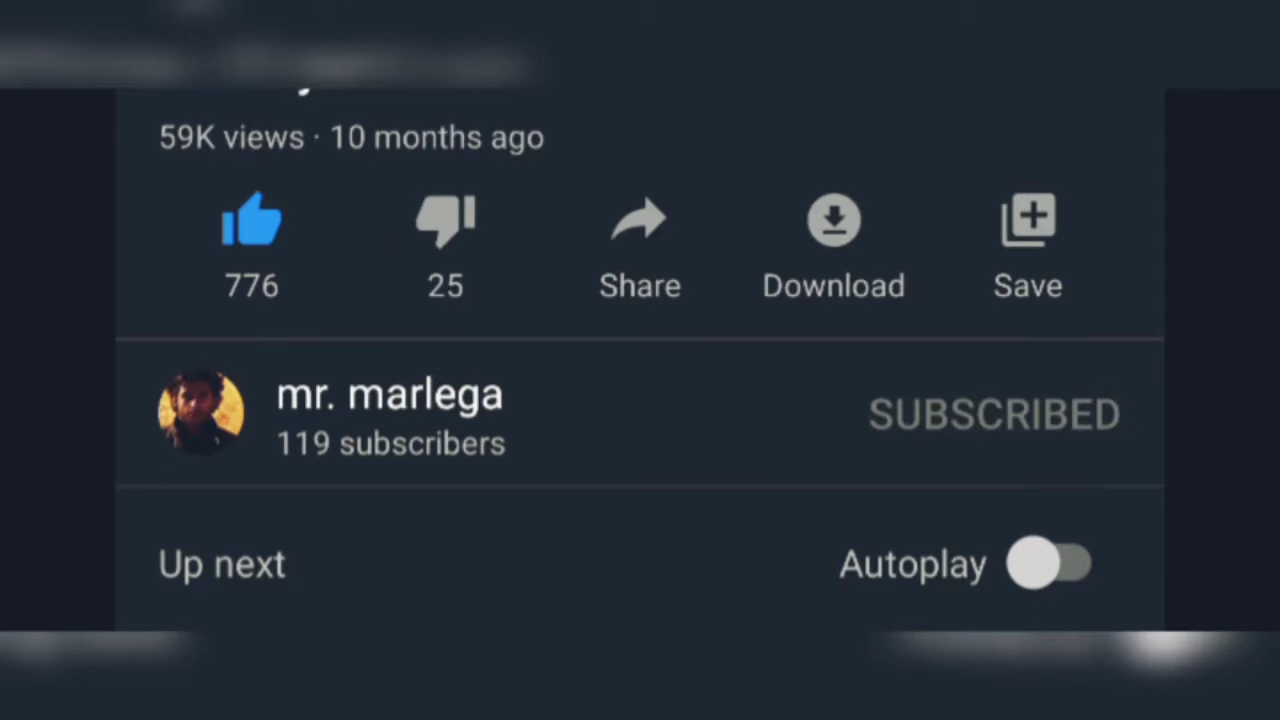 59K views · 10 months ago
776 25 Share Download Save
mr. marlega
119 subscribers
SUBSCRIBED
Up next Autoplay